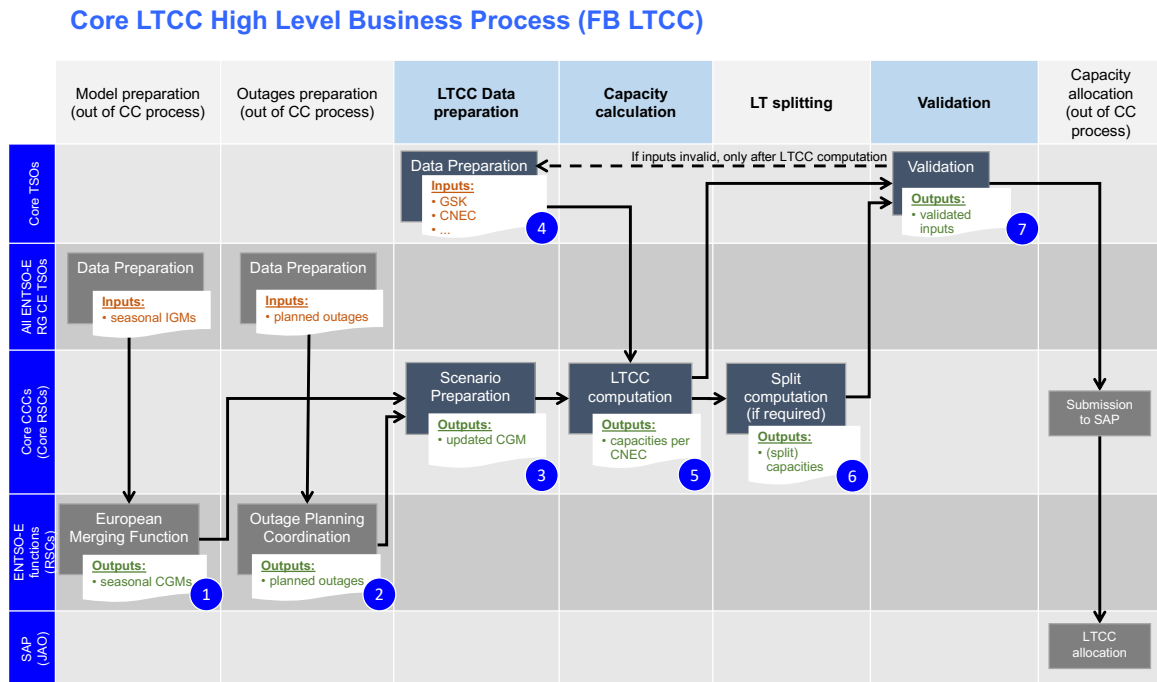 Core LTCC High Level Business Process (FB LTCC)
Model preparation
(out of CC process)
Outages preparation
(out of CC process)
LTCC Data
preparation
Capacity
calculation
LT splitting
Validation
Capacity
allocation
(out of CC
process)
Core TSOs
Data Preparation
Inputs:
• GSK
• CNEC
• ...
4
If inputs invalid, only after LTCC computation
Validation
Outputs:
• validated
inputs
7
All ENTSO-E
RG CE TSOs
Data Preparation
Inputs:
• seasonal IGMs
Data Preparation
Inputs:
• planned outages
Core CCCs
(Core RSCs)
Scenario
Preparation
Outputs:
• updated CGM
3
LTCC
computation
Outputs:
• capacities per
CNEC
5
Split
computation
(if required)
Outputs:
• (split)
capacities
6
Submission
to SAP
ENTSO-E
functions
(RSCs)
European
Merging Function
Outputs:
• seasonal CGMs
1
Outage Planning
Coordination
Outputs:
• planned outages
2
SAP
(JAO)
LTCC
allocation